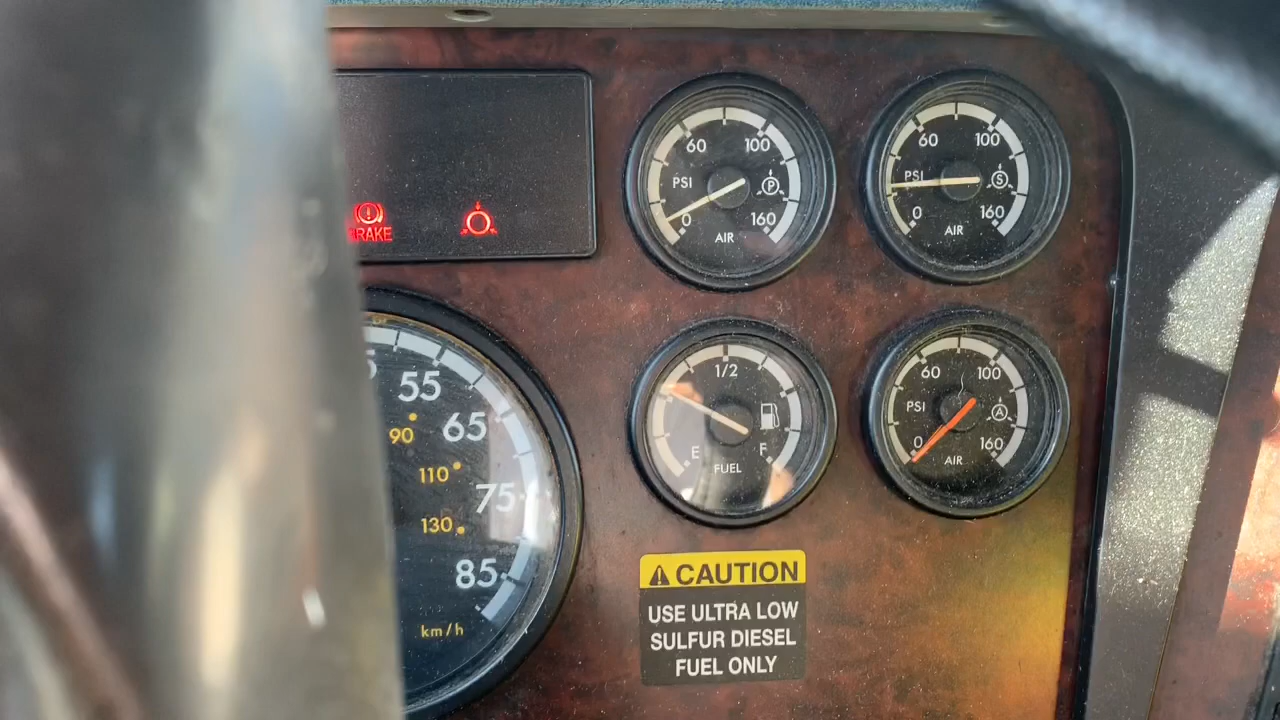 60 100
PSI P
0 160
AIR
60 100
PSI S
0 160
AIR
BRAKE
55
65
75
85
90
110
130
km/h
1/2
E F
FUEL
60 100
PSI A
0 160
AIR
CAUTION
USE ULTRA LOW
SULFUR DIESEL
FUEL ONLY